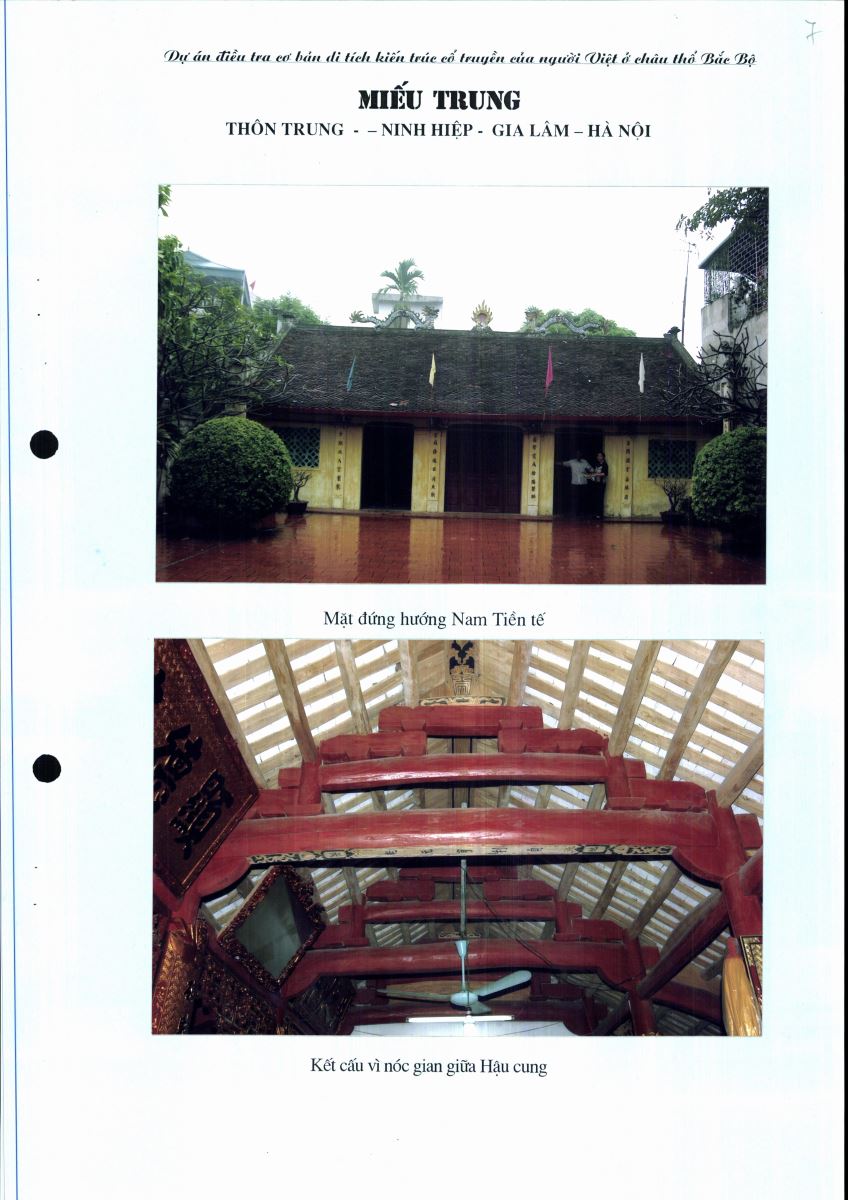 7
Dự án điều tra cơ bản di tích kiến trúc cổ truyền của người Việt ở châu thổ Bắc Bộ
MIẾU TRUNG
THÔN TRUNG - – NINH HIỆP - GIA LÂM – HÀ NỘI
Mặt đứng hướng Nam Tiền tế
Kết cấu vì nóc gian giữa Hậu cung